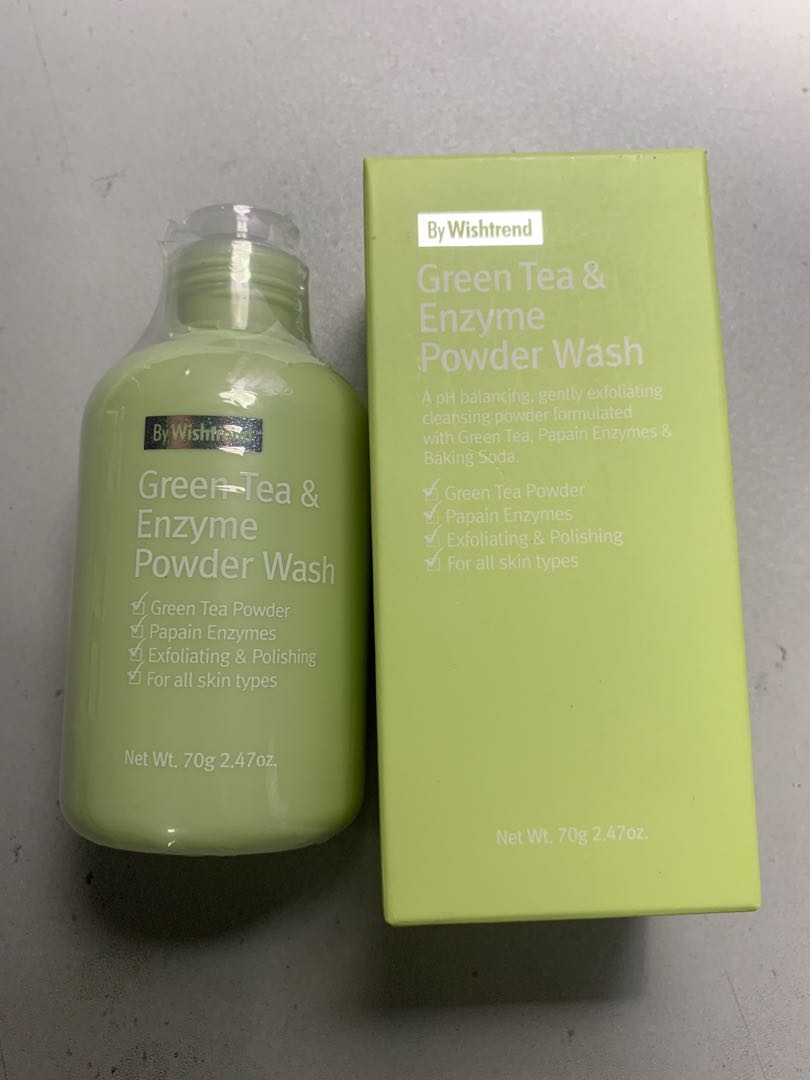 By Wishtrend
Green Tea &
Enzyme
Powder Wash
Green Tea Powder
Papain Enzymes
Exfoliating & Polishing
For all skin types
Net Wt. 70g 2.47oz.
By Wishtrend
Green Tea &
Enzyme
Powder Wash
A pH balancing, gently exfoliating
cleansing powder formulated
with Green Tea, Papain Enzymes &
Baking Soda.
Green Tea Powder
Papain Enzymes
Exfoliating & Polishing
For all skin types
Net Wt. 70g 2.47oz.